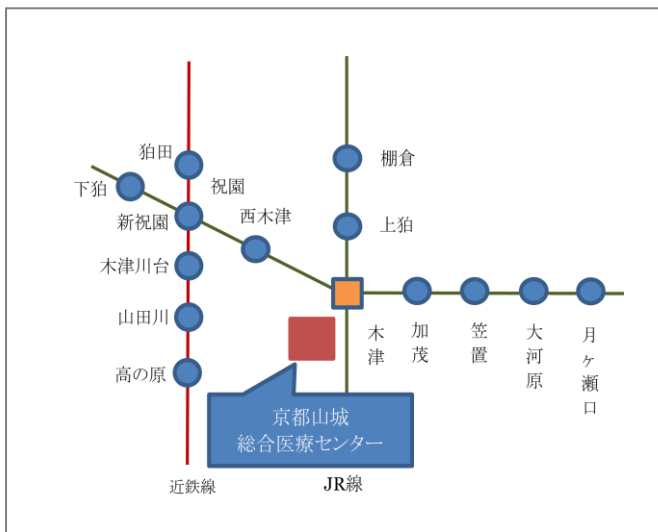 狛田
棚倉
下狛
祝園
新祝園
西木津
上狛
木津川台
山田川
木津
加茂
笠置
大河原
月ヶ瀬口
高の原
京都山城
総合医療センター
近鉄線
JR線